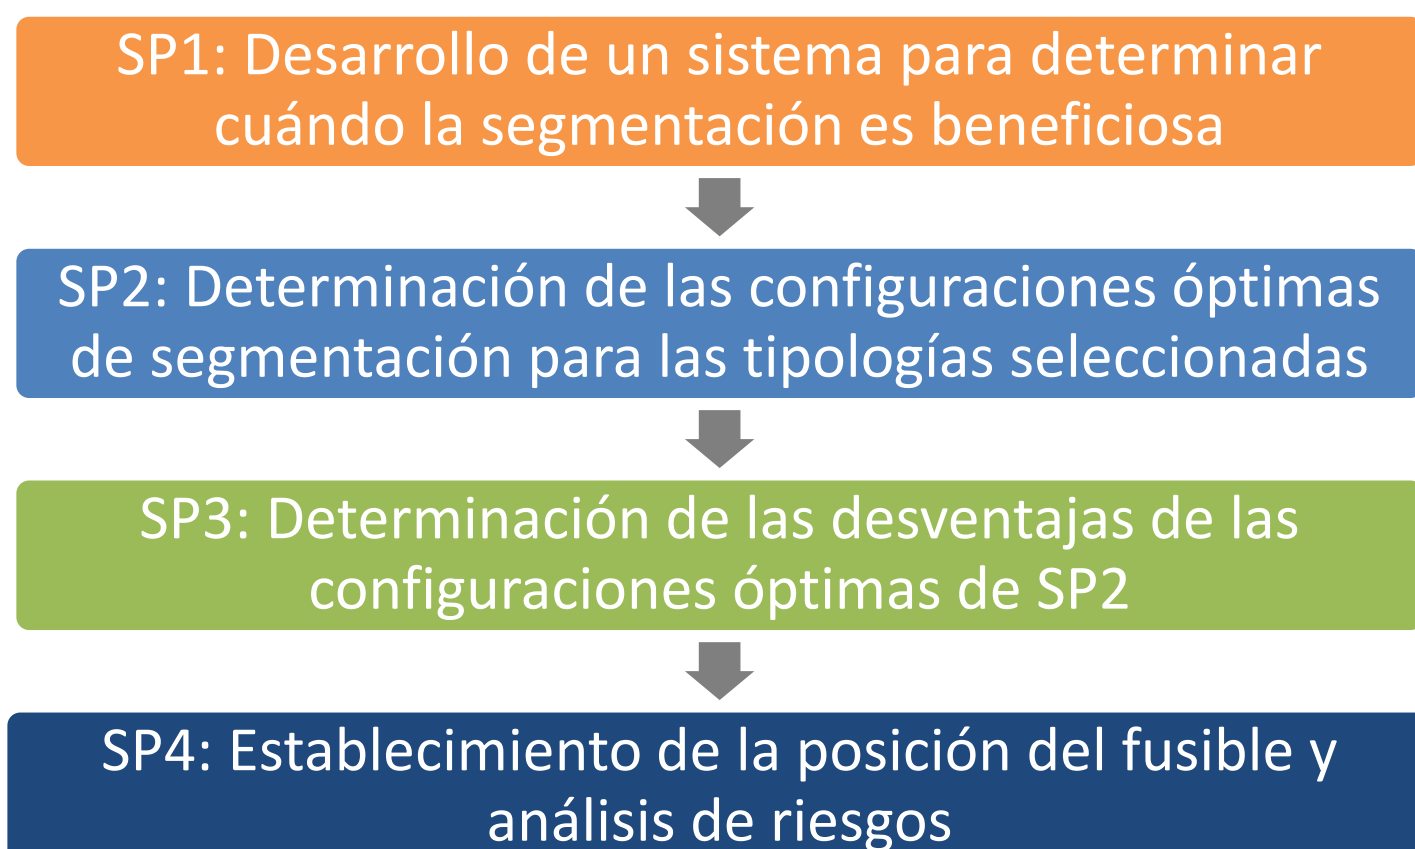 SP1: Desarrollo de un sistema para determinar
cuándo la segmentación es beneficiosa
SP2: Determinación de las configuraciones óptimas
de segmentación para las tipologías seleccionadas
SP3: Determinación de las desventajas de las
configuraciones óptimas de SP2
SP4: Establecimiento de la posición del fusible y
análisis de riesgos